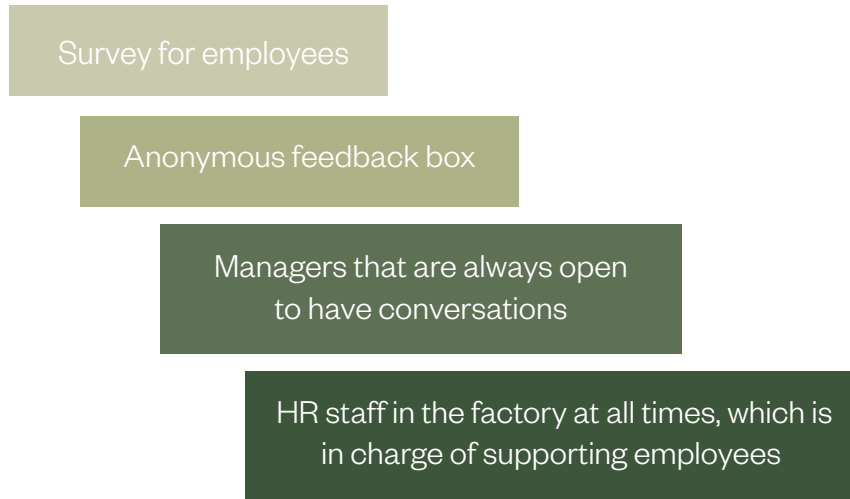 Survey for employees
Anonymous feedback box
Managers that are always open
to have conversations
HR staff in the factory at all times, which is
in charge of supporting employees